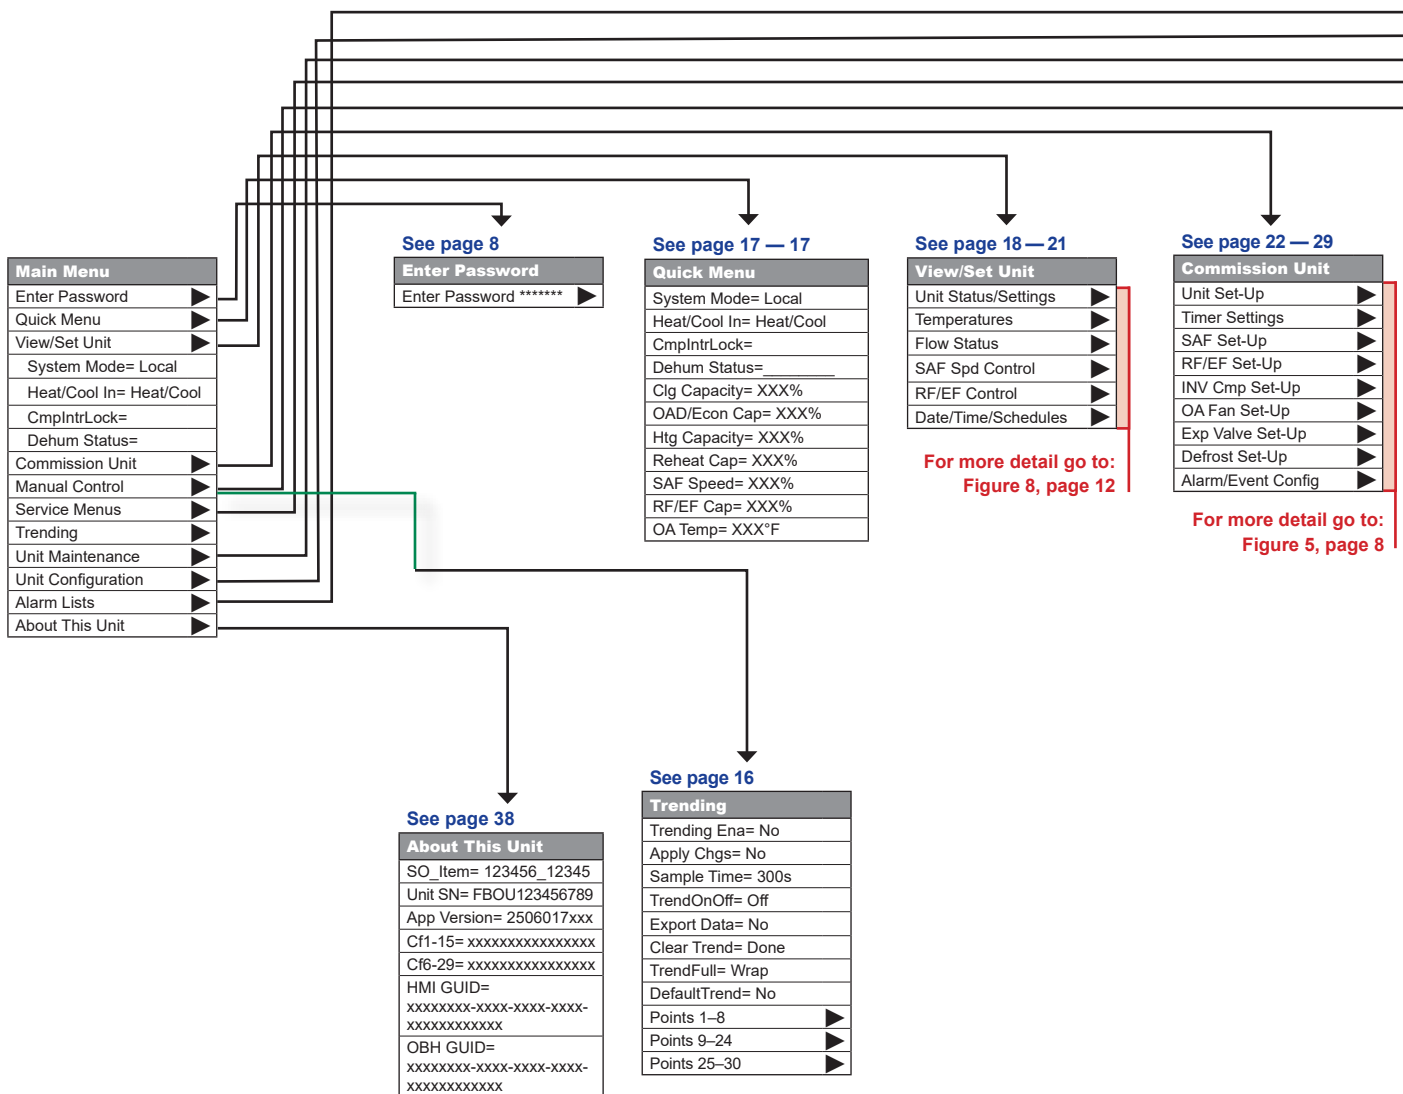 Main Menu
Enter Password
Quick Menu
View/Set Unit
System Mode= Local
Heat/Cool In= Heat/Cool
CmpIntrLock=
Dehum Status=
Commission Unit
Manual Control
Service Menus
Trending
Unit Maintenance
Unit Configuration
Alarm Lists
About This Unit
See page 8
Enter Password
Enter Password *******
See page 17 — 17
Quick Menu
System Mode= Local
Heat/Cool In= Heat/Cool
CmpIntrLock=
Dehum Status=________
Clg Capacity= XXX%
OAD/Econ Cap= XXX%
Htg Capacity= XXX%
Reheat Cap= XXX%
SAF Speed= XXX%
RF/EF Cap= XXX%
OA Temp= XXX°F
See page 18 — 21
View/Set Unit
Unit Status/Settings
Temperatures
Flow Status
SAF Spd Control
RF/EF Control
Date/Time/Schedules
For more detail go to:
Figure 8, page 12
See page 22 — 29
Commission Unit
Unit Set-Up
Timer Settings
SAF Set-Up
RF/EF Set-Up
INV Cmp Set-Up
OA Fan Set-Up
Exp Valve Set-Up
Defrost Set-Up
Alarm/Event Config
For more detail go to:
Figure 5, page 8
See page 38
About This Unit
SO_Item= 123456_12345
Unit SN= FBOU123456789
App Version= 2506017xxx
Cf1-15= xxxxxxxxxxxxxxxx
Cf6-29= xxxxxxxxxxxxxxxx
HMI GUID=
xxxxxxxx-xxxx-xxxx-xxxx-
xxxxxxxxxxxx
OBH GUID=
xxxxxxxx-xxxx-xxxx-xxxx-
xxxxxxxxxxxx
See page 16
Trending
Trending Ena= No
Apply Chgs= No
Sample Time= 300s
TrendOnOff= Off
Export Data= No
Clear Trend= Done
TrendFull= Wrap
DefaultTrend= No
Points 1–8
Points 9–24
Points 25–30